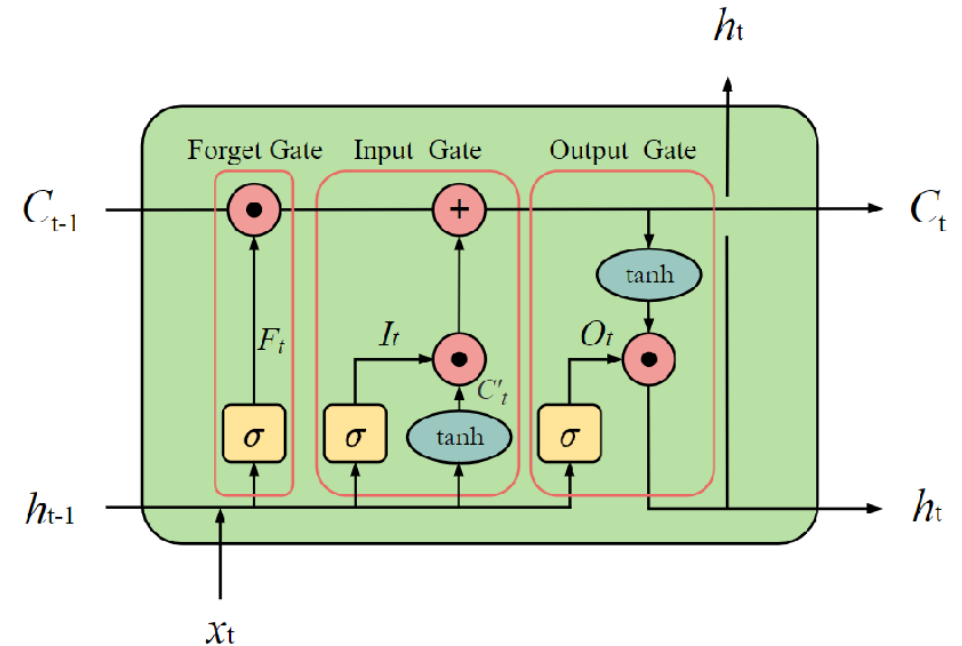 hₜ
Forget Gate Input Gate Output Gate
Cₜ₋₁ + Cₜ
tanh
Fₜ Iₜ Oₜ
C'ₜ
σ σ tanh σ
hₜ₋₁ hₜ
xₜ